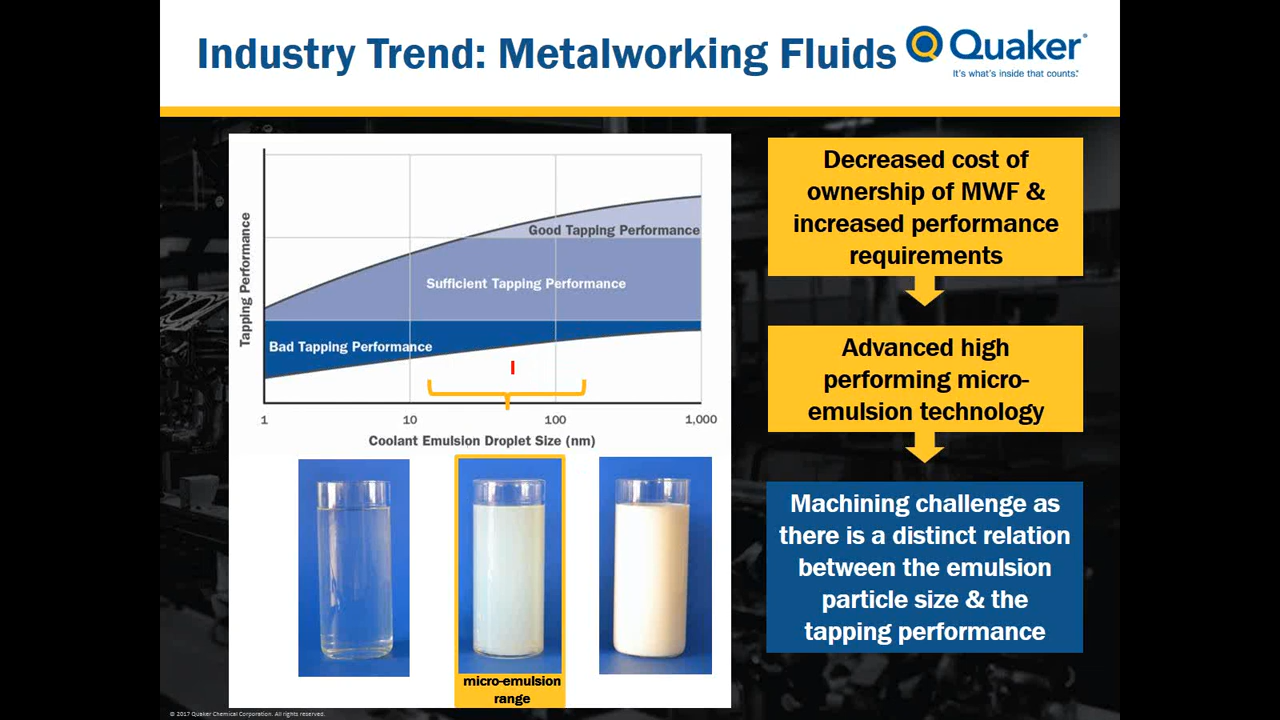 Industry Trend: Metalworking Fluids
Quaker®
It's what's inside that counts.™
Tapping Performance
Good Tapping Performance
Sufficient Tapping Performance
Bad Tapping Performance
1
10
100
1,000
Coolant Emulsion Droplet Size (nm)
micro-emulsion
range
Decreased cost of
ownership of MWF &
increased performance
requirements
Advanced high
performing micro-
emulsion technology
Machining challenge as
there is a distinct relation
between the emulsion
particle size & the
tapping performance
© 2017 Quaker Chemical Corporation. All rights reserved.